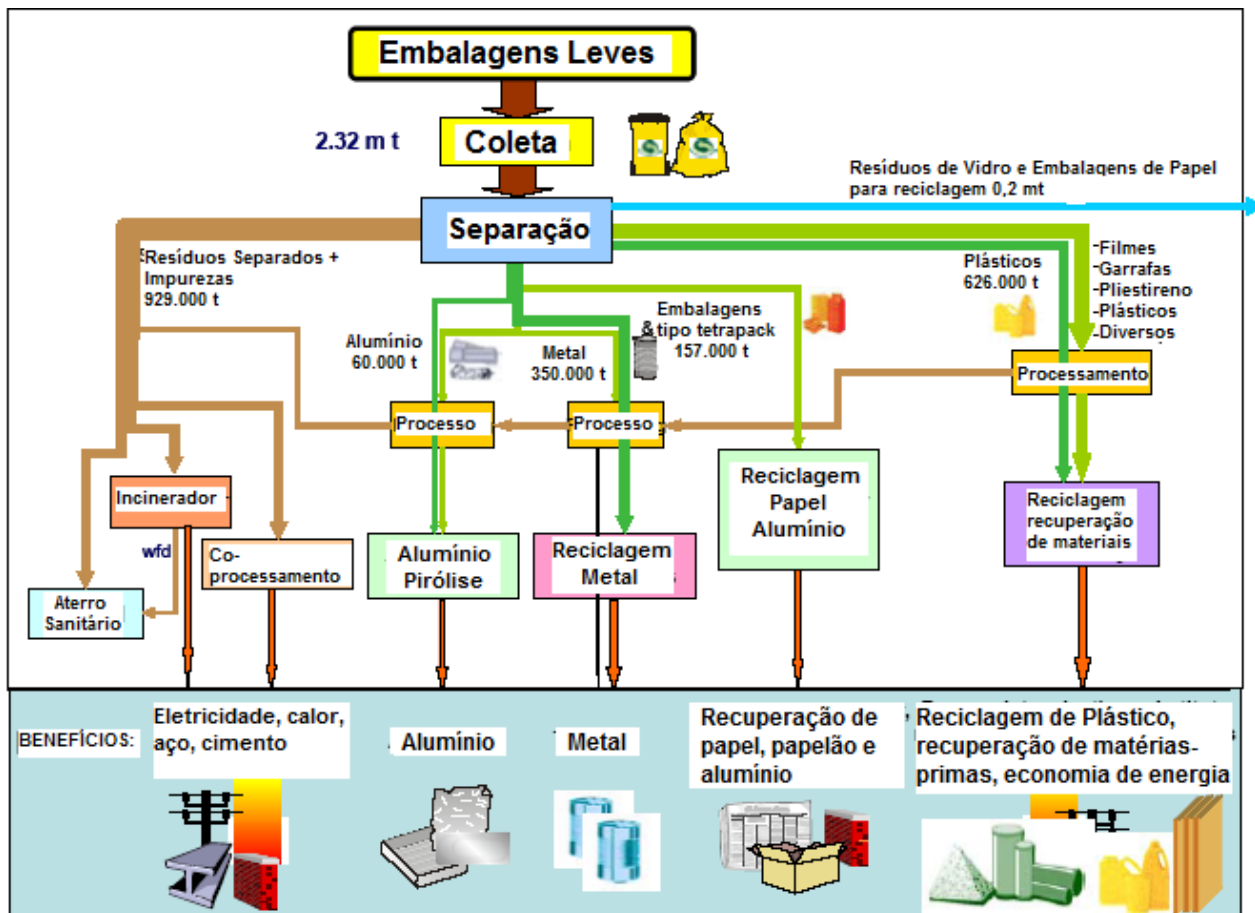 Embalagens Leves
2.32 m t
Coleta
Resíduos de Vidro e Embalagens de Papel
para reciclagem 0,2 mt
Separação
Resíduos Separados +
Impurezas
929.000 t
Alumínio
60.000 t
Metal
350.000 t
Embalagens
tipo tetrapack
157.000 t
&
Plásticos
626.000 t
-Filmes
-Garrafas
-Pliestireno
-Plásticos
-Diversos
Processamento
Processo
Processo
Incinerador
wfd
Co-
processamento
Aterro
Sanitário
Alumínio
Pirólise
Reciclagem
Metal
Reciclagem
Papel
Alumínio
Reciclagem
recuperação
de materiais
BENEFÍCIOS:
Eletricidade, calor,
aço, cimento
Alumínio
Metal
Recuperação de
papel, papelão e
alumínio
Reciclagem de Plástico,
recuperação de matérias-
primas, economia de energia